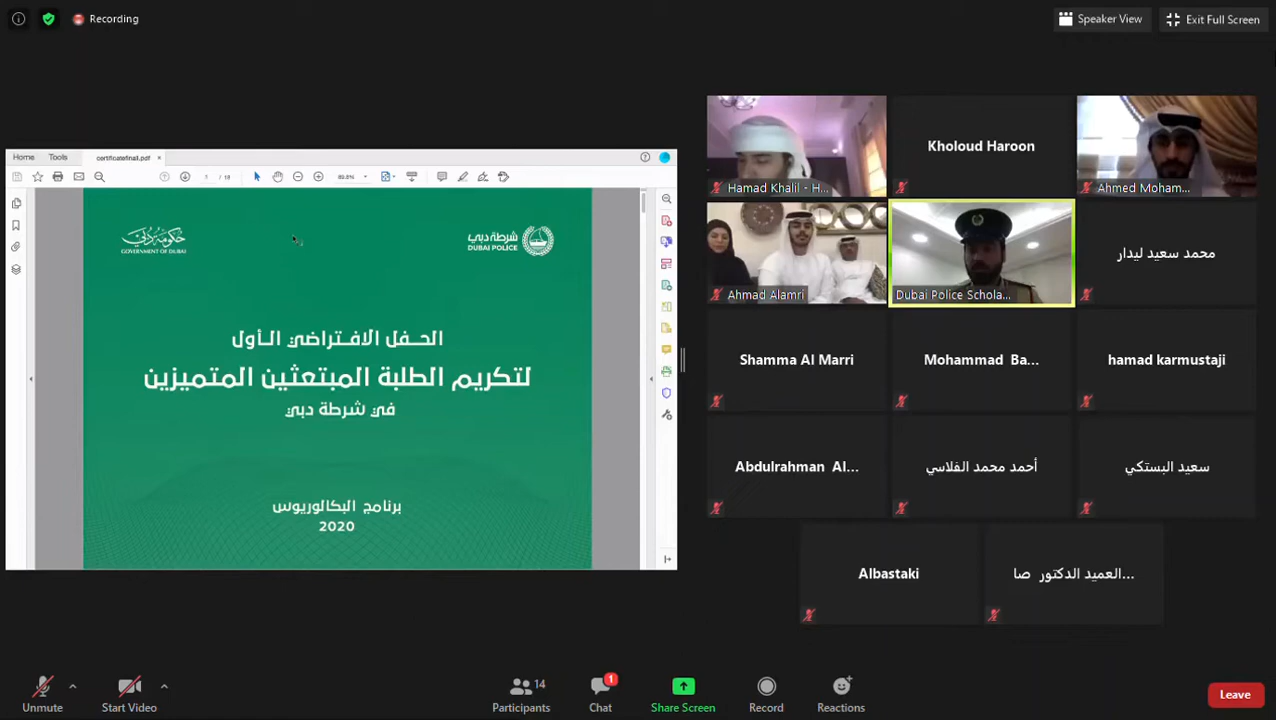 Recording
Speaker View
Exit Full Screen
Home Tools certificatefinal1.pdf
1 / 19
حكومة دبي
GOVERNMENT OF DUBAI
شرطة دبي
DUBAI POLICE
الحفل الافتراضي الأول
لتكريم الطلبة المبتعثين المتميزين
في شرطة دبي
برنامج البكالوريوس
2020
Hamad Khalil - H...
Kholoud Haroon
Ahmed Moham...
Ahmad Alamri
Dubai Police Schola...
محمد سعيد ليدار
Shamma Al Marri
Mohammad Ba...
hamad karmustaji
Abdulrahman Al...
أحمد محمد الفلاسي
سعيد البستكي
Albastaki
العميد الدكتور صا...
Unmute
Start Video
14
Participants
1
Chat
Share Screen
Record
Reactions
Leave